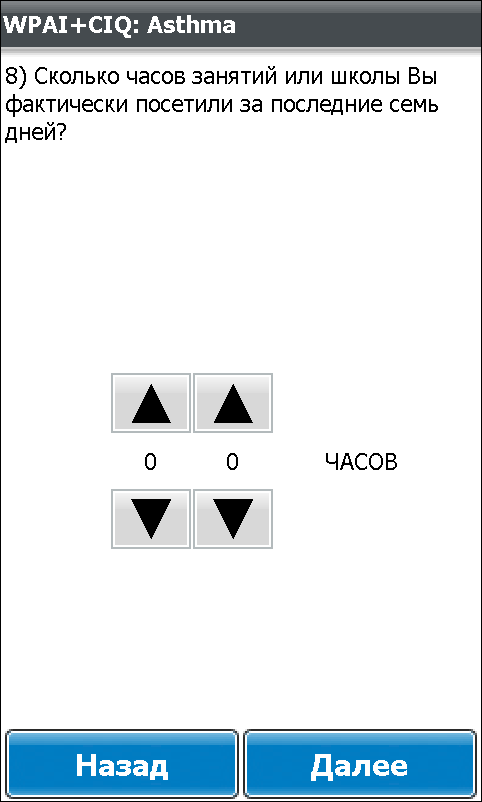 WPAI+CIQ: Asthma
8) Сколько часов занятий или школы Вы
фактически посетили за последние семь
дней?
0 0 ЧАСОВ
Назад Далее